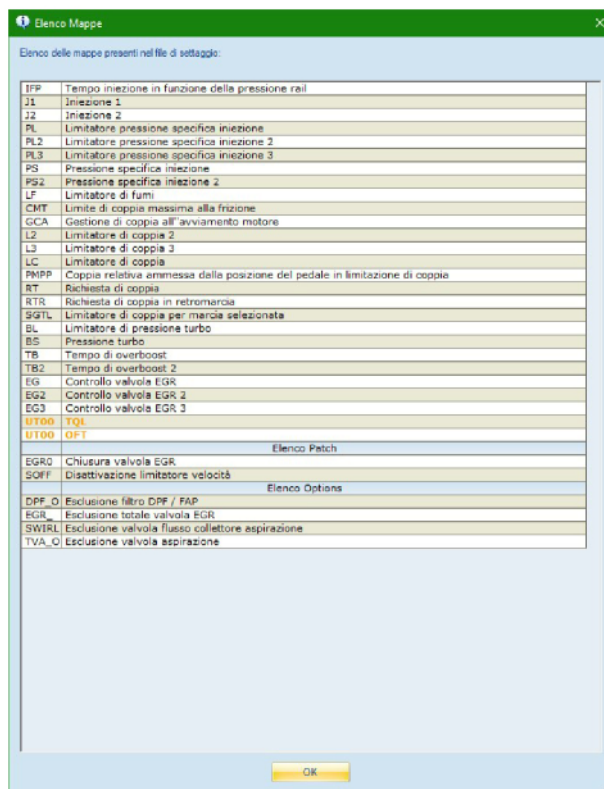 Elenco Mappe
Elenco delle mappe presenti nel file di settaggio:
IFP Tempo iniezione in funzione della pressione rail
J1 Iniezione 1
J2 Iniezione 2
PL Limitatore pressione specifica iniezione
PL2 Limitatore pressione specifica iniezione 2
PL3 Limitatore pressione specifica iniezione 3
PS Pressione specifica iniezione
PS2 Pressione specifica iniezione 2
LF Limitatore di fumi
CMT Limite di coppia massima alla frizione
GCA Gestione di coppia all''avviamento motore
L2 Limitatore di coppia 2
L3 Limitatore di coppia 3
LC Limitatore di coppia
PMPP Coppia relativa ammessa dalla posizione del pedale in limitazione di coppia
RT Richiesta di coppia
RTR Richiesta di coppia in retromarcia
SGTL Limitatore di coppia per marcia selezionata
BL Limitatore di pressione turbo
BS Pressione turbo
TB Tempo di overboost
TB2 Tempo di overboost 2
EG Controllo valvola EGR
EG2 Controllo valvola EGR 2
EG3 Controllo valvola EGR 3
UT00 TQL
UT00 OFT
Elenco Patch
EGR0 Chiusura valvola EGR
SOFF Disattivazione limitatore velocità
Elenco Options
DPF_O Esclusione filtro DPF / FAP
EGR_ Esclusione totale valvola EGR
SWIRL Esclusione valvola flusso collettore aspirazione
TVA_O Esclusione valvola aspirazione
OK